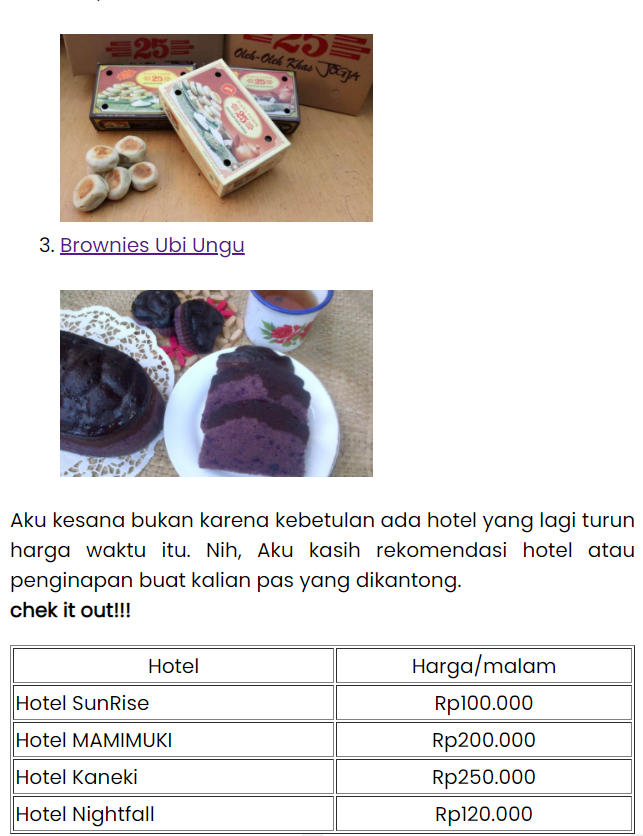 25
25
Oleh-Oleh Khas JOGJA
25
25
25
3. Brownies Ubi Ungu
Aku kesana bukan karena kebetulan ada hotel yang lagi turun
harga waktu itu. Nih, Aku kasih rekomendasi hotel atau
penginapan buat kalian pas yang dikantong.
chek it out!!!
Hotel Harga/malam
Hotel SunRise Rp100.000
Hotel MAMIMUKI Rp200.000
Hotel Kaneki Rp250.000
Hotel Nightfall Rp120.000